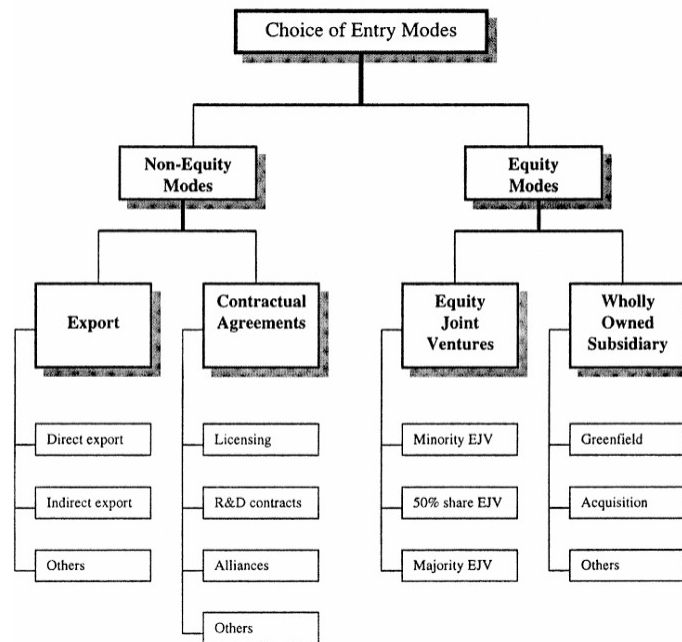 Choice of Entry Modes
Non-Equity
Modes
Equity
Modes
Export
Contractual
Agreements
Equity
Joint
Ventures
Wholly
Owned
Subsidiary
Direct export
Licensing
Minority EJV
Greenfield
Indirect export
R&D contracts
50% share EJV
Acquisition
Others
Alliances
Majority EJV
Others
Others